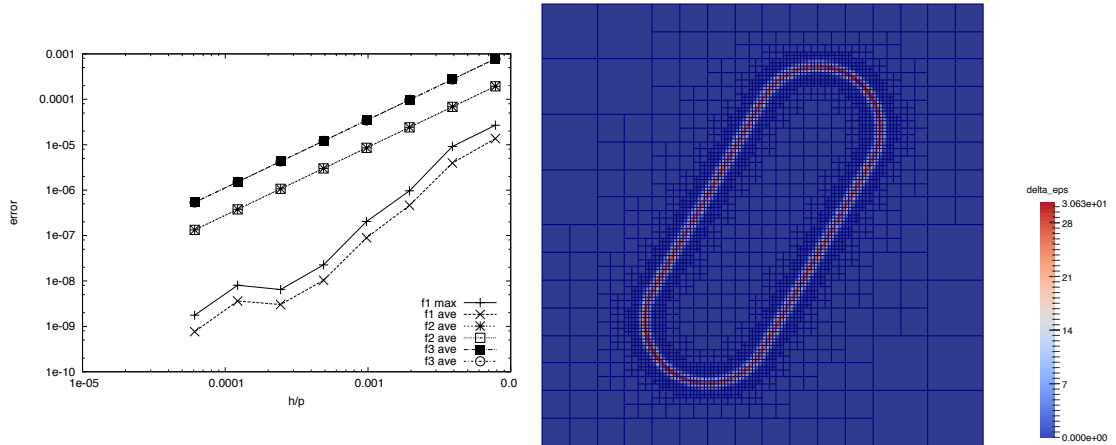 0.001
0.0001
1e-05
1e-06
1e-07
1e-08
1e-09
1e-10
error
1e-05
0.0001
0.001
0.0
h/p
f1 max
f1 ave
f2 ave
f2 ave
f3 ave
f3 ave
delta_eps
3.063e+01
28
21
14
7
0.000e+00